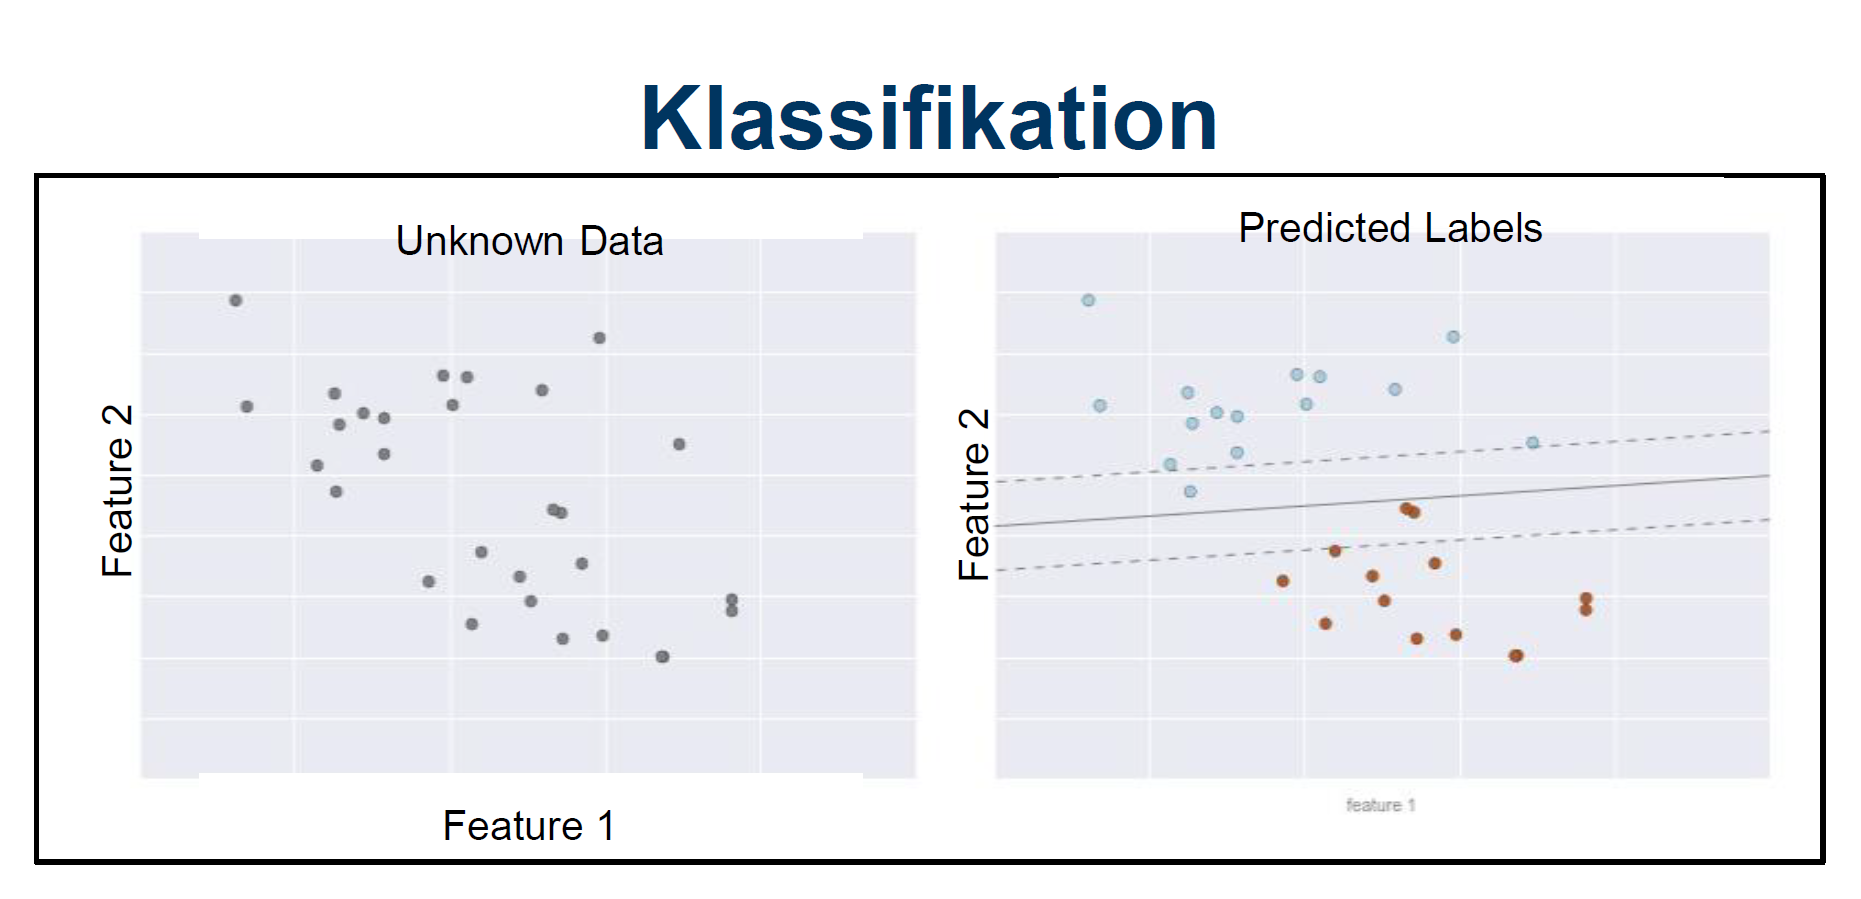 Klassifikation
Unknown Data
Feature 2
Feature 1
Predicted Labels
Feature 2
feature 1